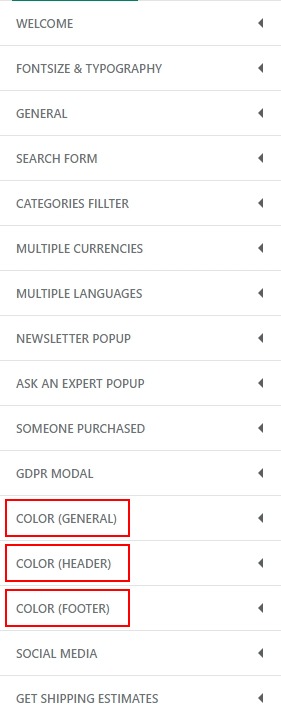 WELCOME
FONTSIZE & TYPOGRAPHY
GENERAL
SEARCH FORM
CATEGORIES FILLTER
MULTIPLE CURRENCIES
MULTIPLE LANGUAGES
NEWSLETTER POPUP
ASK AN EXPERT POPUP
SOMEONE PURCHASED
GDPR MODAL
COLOR (GENERAL)
COLOR (HEADER)
COLOR (FOOTER)
SOCIAL MEDIA
GET SHIPPING ESTIMATES